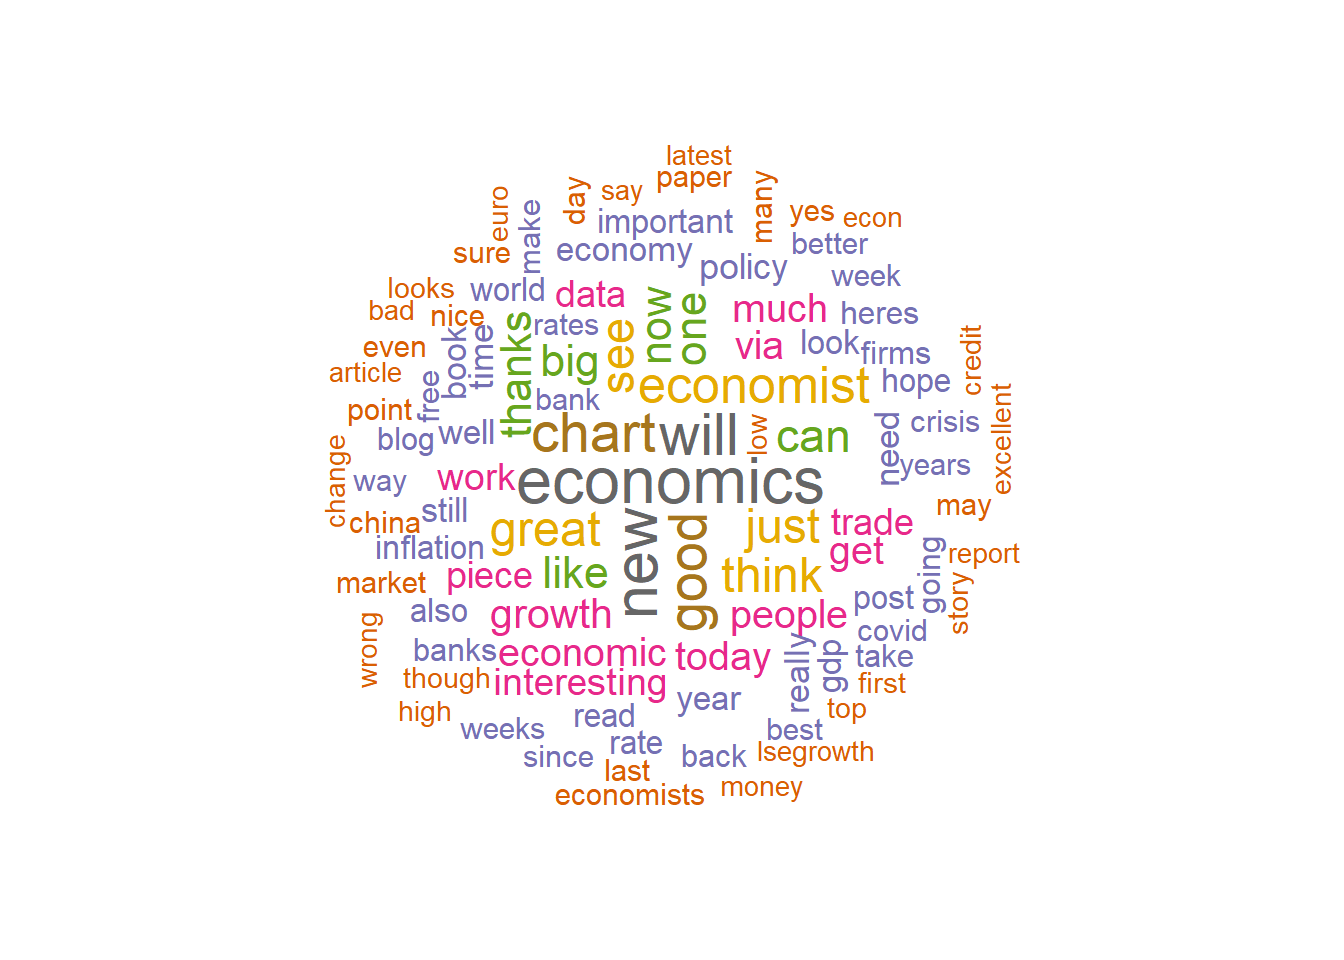 latest
paper
say
day
many
euro
make
important
yes
econ
sure
economy
better
policy
week
looks
world
data
now
one
much
heres
bad
nice
rates
see
thanks
big
via
look
firms
credit
even
book
time
article
free
bank
economist
hope
excellent
point
chart
will
low
can
need
crisis
blog
well
years
change
way
work
economics
may
china
still
great
new
good
just
trade
inflation
get
going
report
market
piece
like
think
story
also
growth
people
post
covid
wrong
banks
economic
today
really
gdp
take
though
interesting
year
first
high
weeks
read
top
best
since
rate
back
lsegrowth
last
economists
money